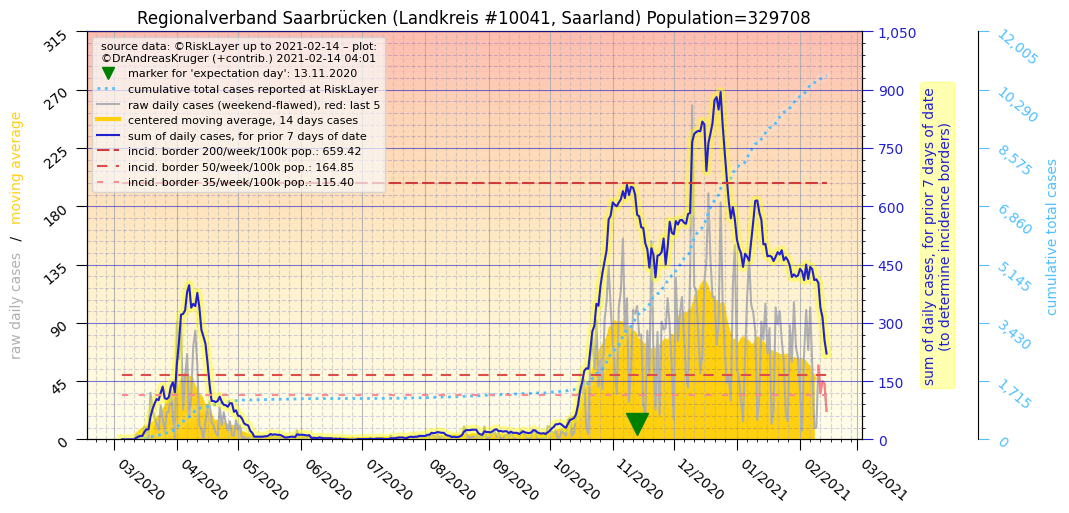 Regionalverband Saarbrücken (Landkreis #10041, Saarland) Population=329708
source data: ©RiskLayer up to 2021-02-14 – plot:
©DrAndreasKruger (+contrib.) 2021-02-14 04:01
marker for 'expectation day': 13.11.2020
cumulative total cases reported at RiskLayer
raw daily cases (weekend-flawed), red: last 5
centered moving average, 14 days cases
sum of daily cases, for prior 7 days of date
incid. border 200/week/100k pop.: 659.42
incid. border 50/week/100k pop.: 164.85
incid. border 35/week/100k pop.: 115.40
raw daily cases / moving average
315
270
225
180
135
90
45
0
03/2020
04/2020
05/2020
06/2020
07/2020
08/2020
09/2020
10/2020
11/2020
12/2020
01/2021
02/2021
03/2021
1,050
900
750
600
450
300
150
0
sum of daily cases, for prior 7 days of date
(to determine incidence borders)
12,005
10,290
8,575
6,860
5,145
3,430
1,715
0
cumulative total cases